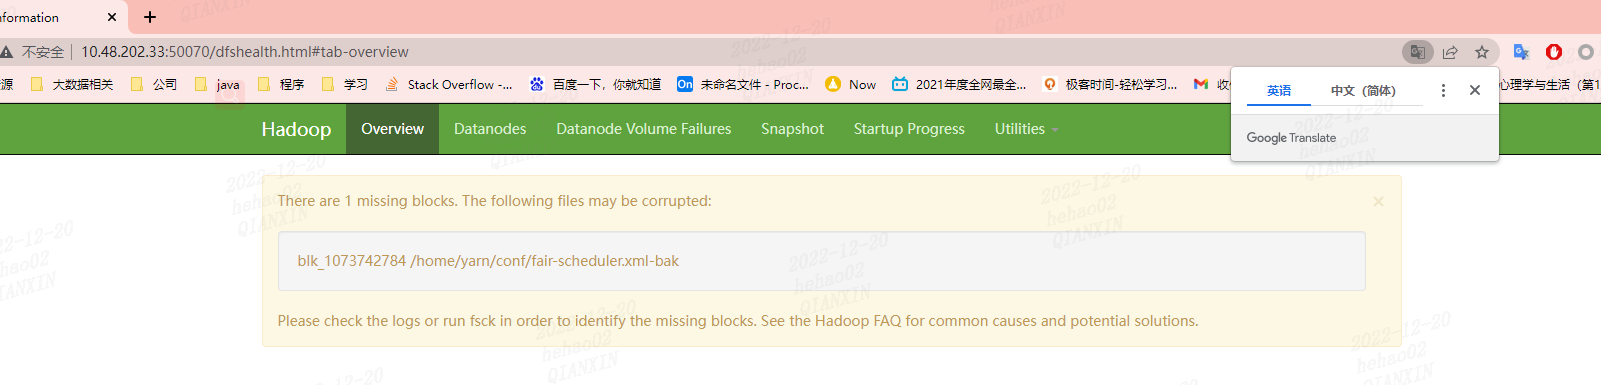 nformation
不安全 10.48.202.33:50070/dfshealth.html#tab-overview
源 大数据相关 公司 java 程序 学习 Stack Overflow -... 百度一下，你就知道 On 未命名文件 - Proc... Now 2021年度全网最全... 极客时间-轻松学习... 收 心理学与生活（第1
英语 中文（简体）
Google Translate
Hadoop Overview Datanodes Datanode Volume Failures Snapshot Startup Progress Utilities
There are 1 missing blocks. The following files may be corrupted:
blk_1073742784 /home/yarn/conf/fair-scheduler.xml-bak
Please check the logs or run fsck in order to identify the missing blocks. See the Hadoop FAQ for common causes and potential solutions.
2022-12-20
hehao02
QIANXIN